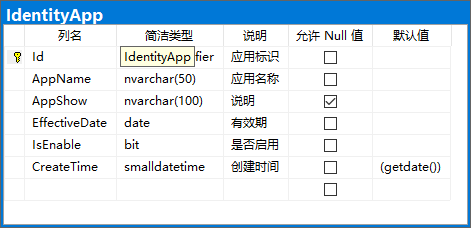 IdentityApp
列名 简洁类型 说明 允许 Null 值 默认值
Id IdentityApp fier 应用标识
AppName nvarchar(50) 应用名称
AppShow nvarchar(100) 说明
EffectiveDate date 有效期
IsEnable bit 是否启用
CreateTime smalldatetime 创建时间 (getdate())